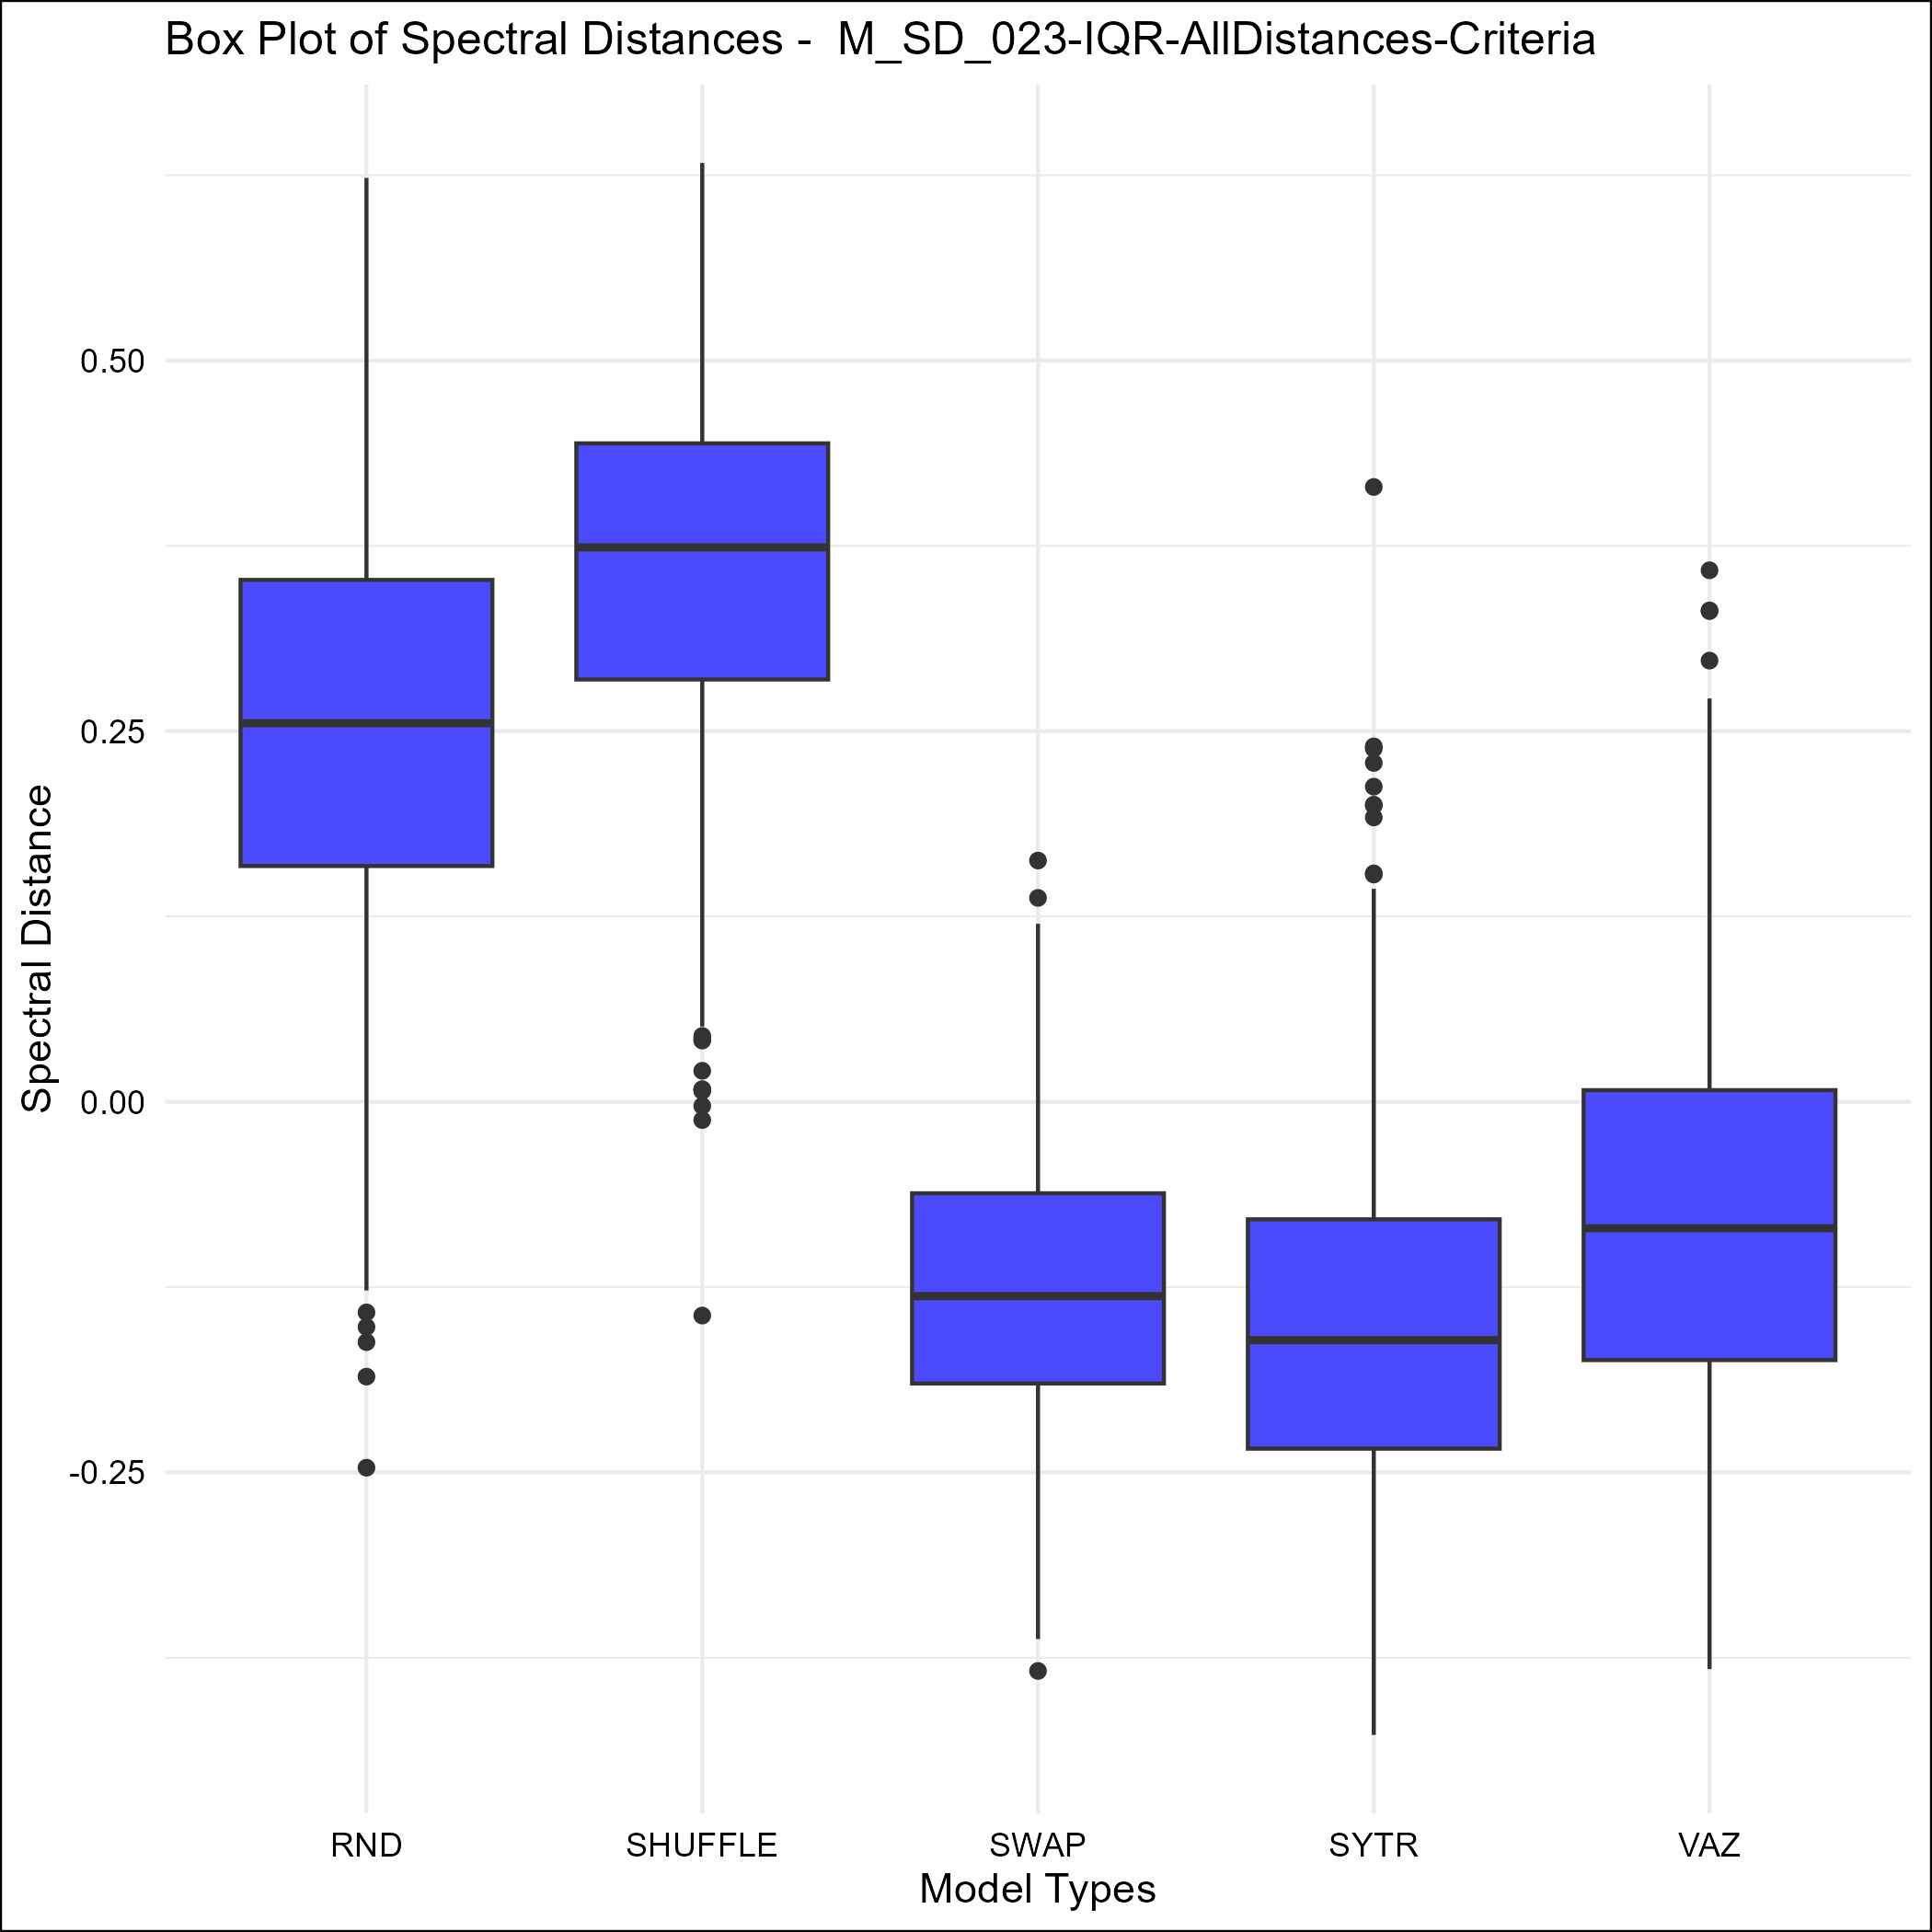 Box Plot of Spectral Distances -  M_SD_023-IQR-AllDistances-Criteria
0.50
0.25
0.00
-0.25
Spectral Distance
RND SHUFFLE SWAP SYTR VAZ
Model Types